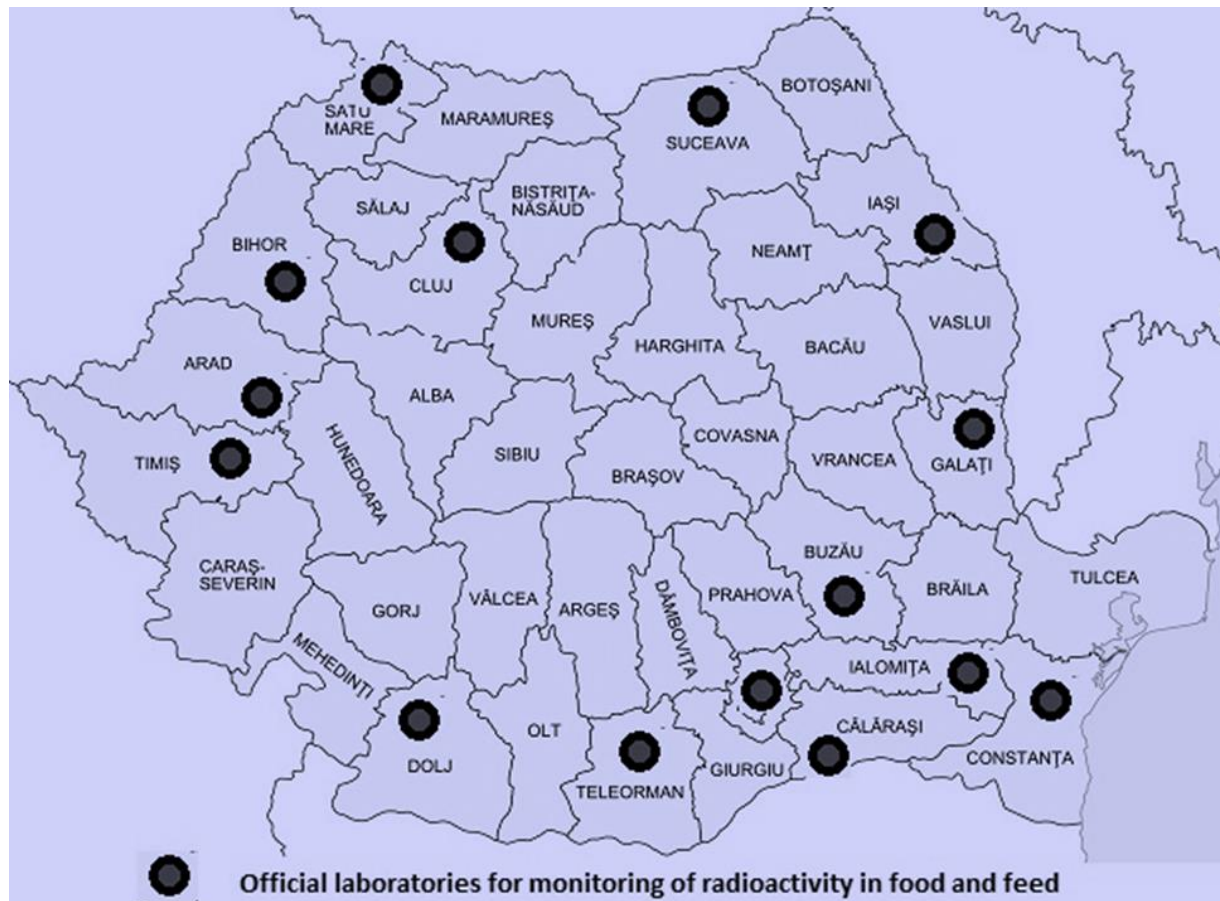 BOTOŞANI
SATU
MARE
MARAMUREŞ
SUCEAVA
BISTRIŢA-
NĂSĂUD
SĂLAJ
IAŞI
BIHOR
NEAMŢ
CLUJ
MUREŞ
VASLUI
HARGHITA
BACĂU
ARAD
ALBA
COVASNA
SIBIU
TIMIŞ
HUNEDOARA
VRANCEA
GALAŢI
BRAŞOV
BUZĂU
CARAŞ-
SEVERIN
TULCEA
BRĂILA
PRAHOVA
VÂLCEA
GORJ
ARGEŞ
DÂMBOVIŢA
MEHEDINŢI
IALOMIŢA
CĂLĂRAŞI
OLT
CONSTANŢA
DOLJ
GIURGIU
TELEORMAN
Official laboratories for monitoring of radioactivity in food and feed